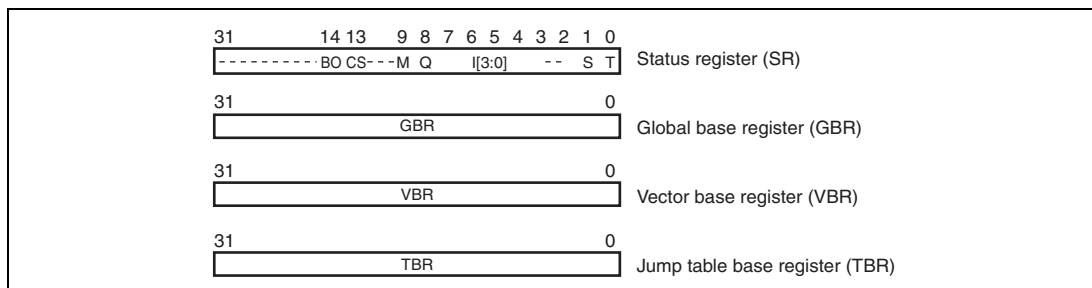 31 14 13 9 8 7 6 5 4 3 2 1 0
- - - - - - - - - - BO CS - - - M Q I[3:0] - - S T Status register (SR)
31 0
GBR Global base register (GBR)
31 0
VBR Vector base register (VBR)
31 0
TBR Jump table base register (TBR)